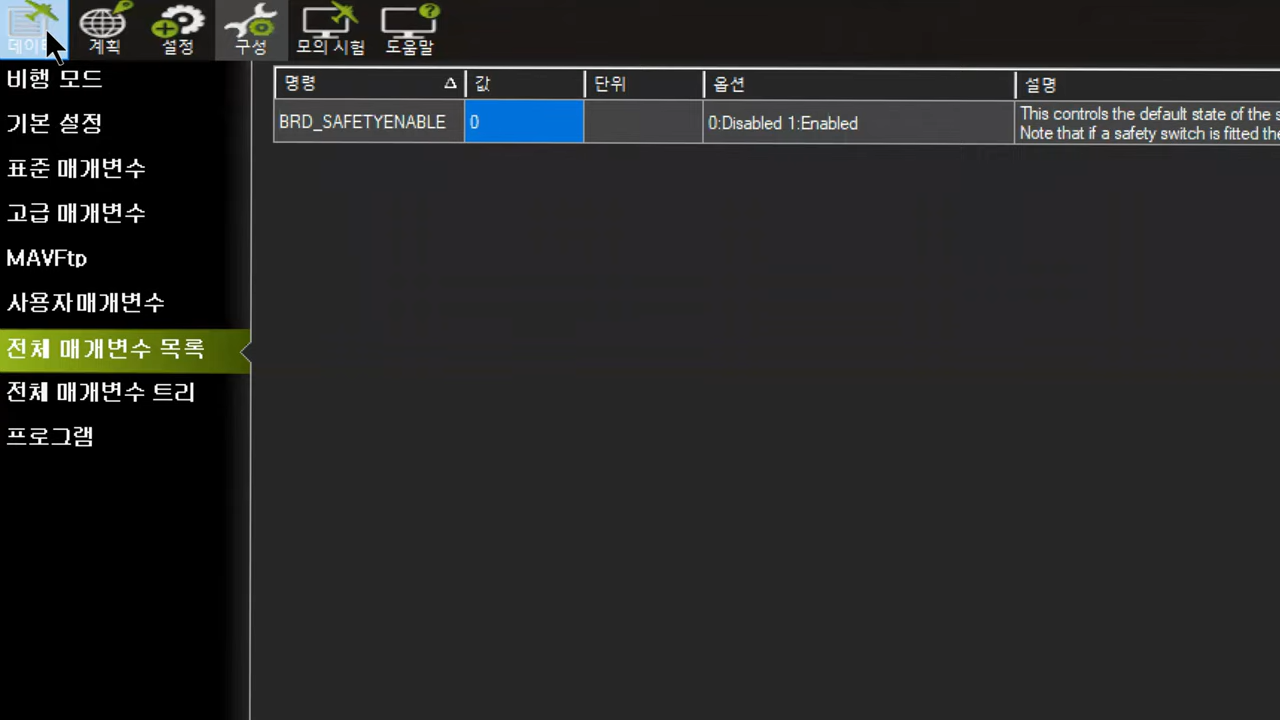 계획
설정
구성
모의 시험
도움말
비행 모드
기본 설정
표준 매개변수
고급 매개변수
MAVFtp
사용자매개변수
전체 매개변수 목록
전체 매개변수 트리
프로그램
명령 값 단위 옵션 설명
BRD_SAFETYENABLE 0 0:Disabled 1:Enabled This controls the default state of the
Note that if a safety switch is fitted